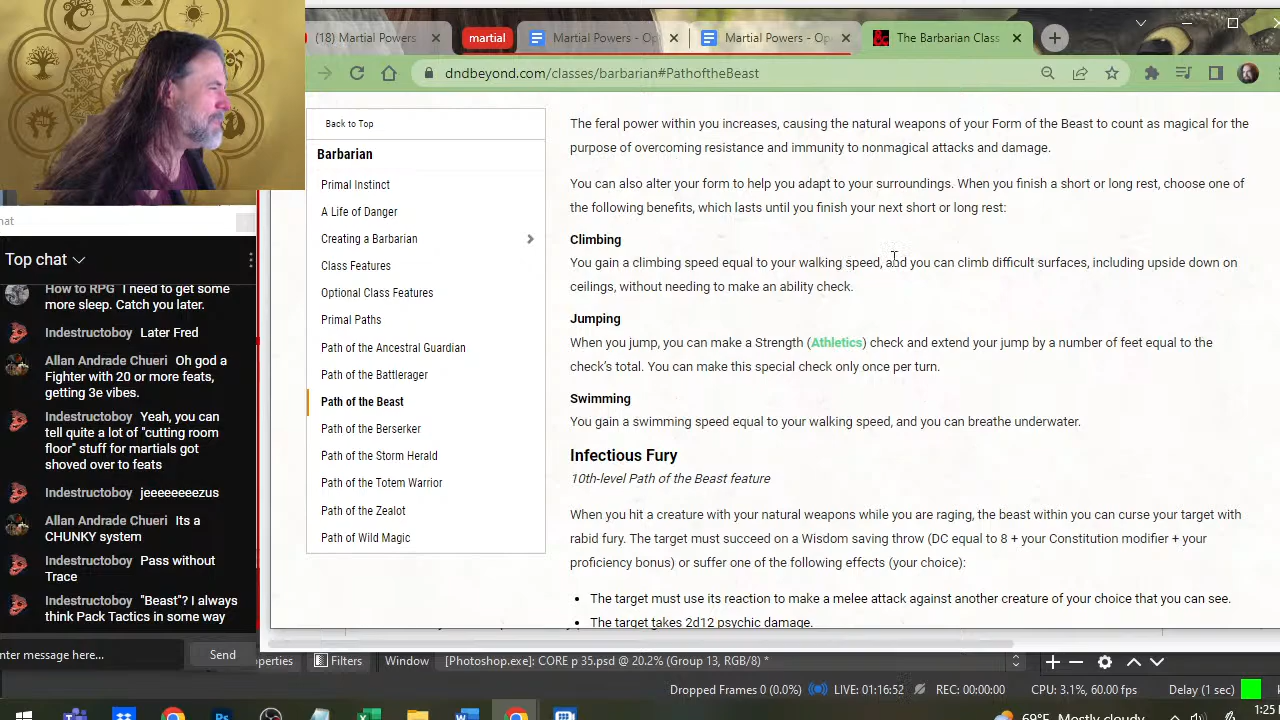 (18) Martial Powers
martial
Martial Powers - Op
Martial Powers - Op
The Barbarian Class
dndbeyond.com/classes/barbarian#PathoftheBeast
Back to Top
Barbarian
Primal Instinct
A Life of Danger
Creating a Barbarian
Class Features
Optional Class Features
Primal Paths
Path of the Ancestral Guardian
Path of the Battlerager
Path of the Beast
Path of the Berserker
Path of the Storm Herald
Path of the Totem Warrior
Path of the Zealot
Path of Wild Magic
The feral power within you increases, causing the natural weapons of your Form of the Beast to count as magical for the
purpose of overcoming resistance and immunity to nonmagical attacks and damage.
You can also alter your form to help you adapt to your surroundings. When you finish a short or long rest, choose one of
the following benefits, which lasts until you finish your next short or long rest:
Climbing
You gain a climbing speed equal to your walking speed, and you can climb difficult surfaces, including upside down on
ceilings, without needing to make an ability check.
Jumping
When you jump, you can make a Strength (Athletics) check and extend your jump by a number of feet equal to the
check's total. You can make this special check only once per turn.
Swimming
You gain a swimming speed equal to your walking speed, and you can breathe underwater.
Infectious Fury
10th-level Path of the Beast feature
When you hit a creature with your natural weapons while you are raging, the beast within you can curse your target with
rabid fury. The target must succeed on a Wisdom saving throw (DC equal to 8 + your Constitution modifier + your
proficiency bonus) or suffer one of the following effects (your choice):
• The target must use its reaction to make a melee attack against another creature of your choice that you can see.
• The target takes 2d12 psychic damage.
hat
Top chat
How to RPG I need to get some
more sleep. Catch you later.
Indestructoboy Later Fred
Allan Andrade Chueri Oh god a
Fighter with 20 or more feats,
getting 3e vibes.
Indestructoboy Yeah, you can
tell quite a lot of "cutting room
floor" stuff for martials got
shoved over to feats
Indestructoboy jeeeeeeezus
Allan Andrade Chueri Its a
CHUNKY system
Indestructoboy Pass without
Trace
Indestructoboy "Beast"? I always
think Pack Tactics in some way
nter message here...
Send
operties
Filters
Window
[Photoshop.exe]: CORE p 35.psd @ 20.2% (Group 13, RGB/8) *
Dropped Frames 0 (0.0%)
LIVE: 01:16:52
REC: 00:00:00
CPU: 3.1%, 60.00 fps
Delay (1 sec)
69°F Mostly cloudy
1:25